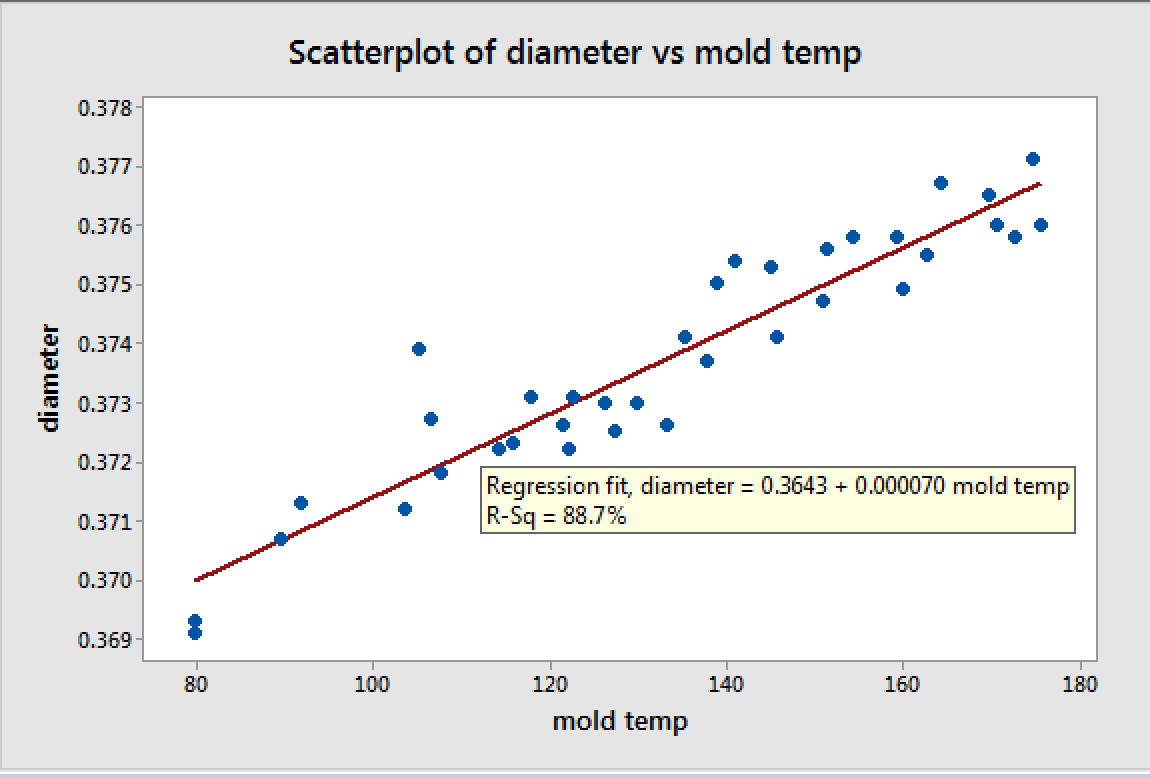 Scatterplot of diameter vs mold temp
0.378
0.377
0.376
0.375
0.374
0.373
0.372
0.371
0.370
0.369
diameter
Regression fit, diameter = 0.3643 + 0.000070 mold temp
R-Sq = 88.7%
80 100 120 140 160 180
mold temp